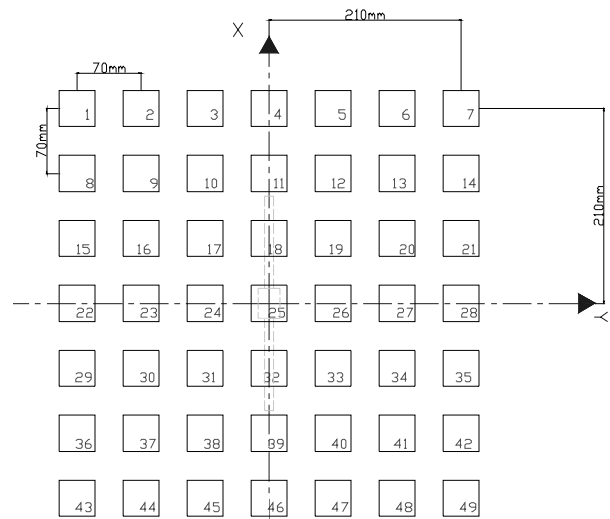 210mm
X
70mm
1 2 3 4 5 6 7
70mm
8 9 10 11 12 13 14
210mm
15 16 17 18 19 20 21
22 23 24 25 26 27 28
Y
29 30 31 32 33 34 35
36 37 38 39 40 41 42
43 44 45 46 47 48 49